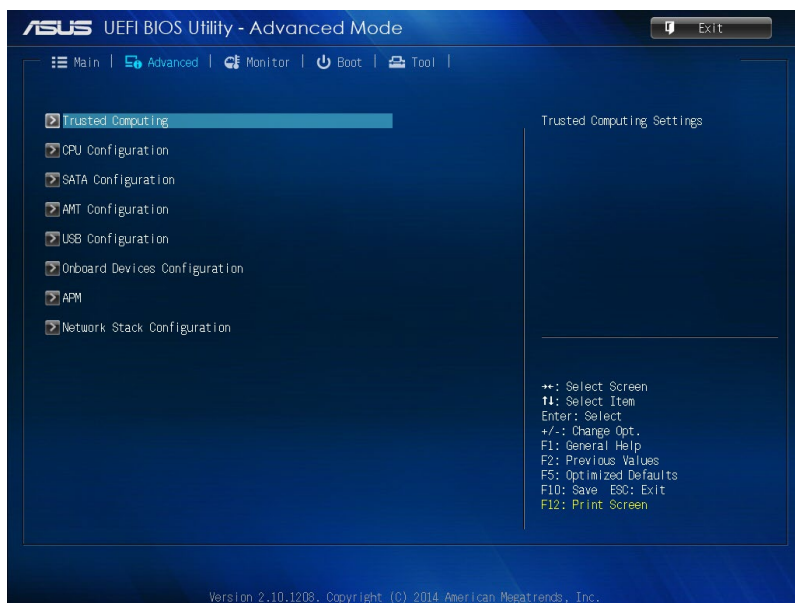 ASUS UEFI BIOS Utility - Advanced Mode
Exit
Main | Advanced | Monitor | Boot | Tool |
Trusted Computing
CPU Configuration
SATA Configuration
AMT Configuration
USB Configuration
Onboard Devices Configuration
APM
Network Stack Configuration
Trusted Computing Settings
→←: Select Screen
↑↓: Select Item
Enter: Select
+/-: Change Opt.
F1: General Help
F2: Previous Values
F5: Optimized Defaults
F10: Save ESC: Exit
F12: Print Screen
Version 2.10.1208. Copyright (C) 2014 American Megatrends, Inc.